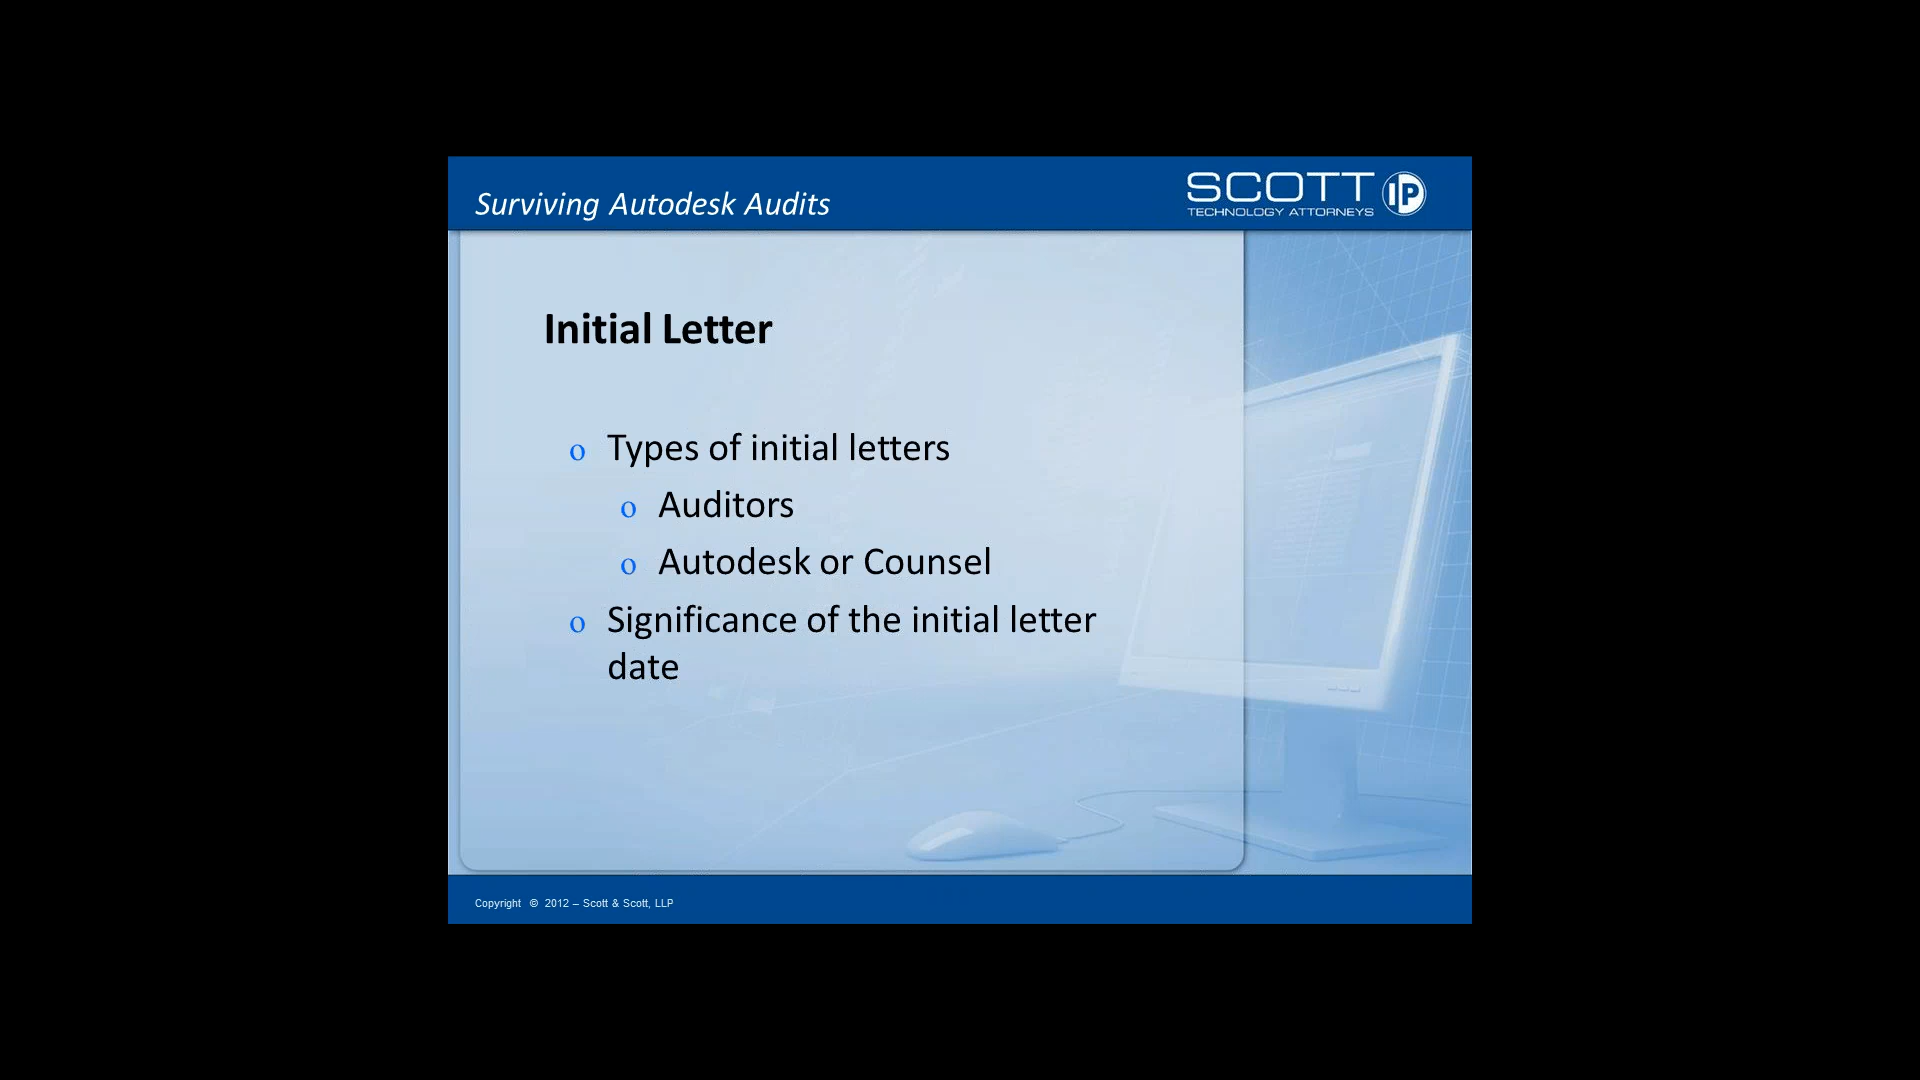 Surviving Autodesk Audits
SCOTT
TECHNOLOGY ATTORNEYS
IP
Initial Letter
o Types of initial letters
o Auditors
o Autodesk or Counsel
o Significance of the initial letter
date
Copyright © 2012 – Scott & Scott, LLP